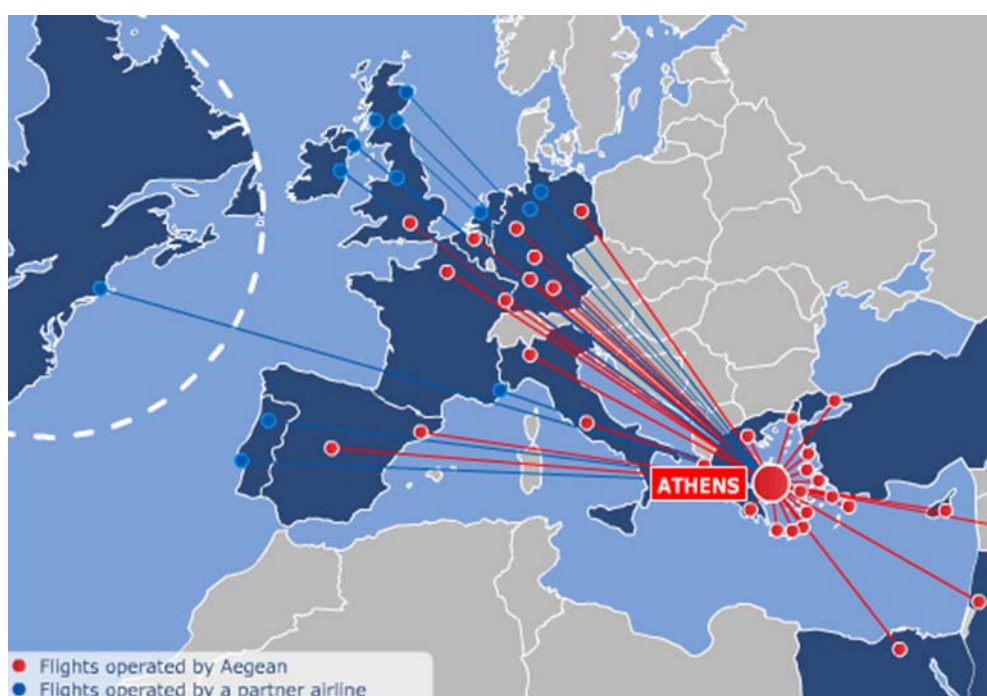 ATHENS
Flights operated by Aegean
Flights operated by a partner airline